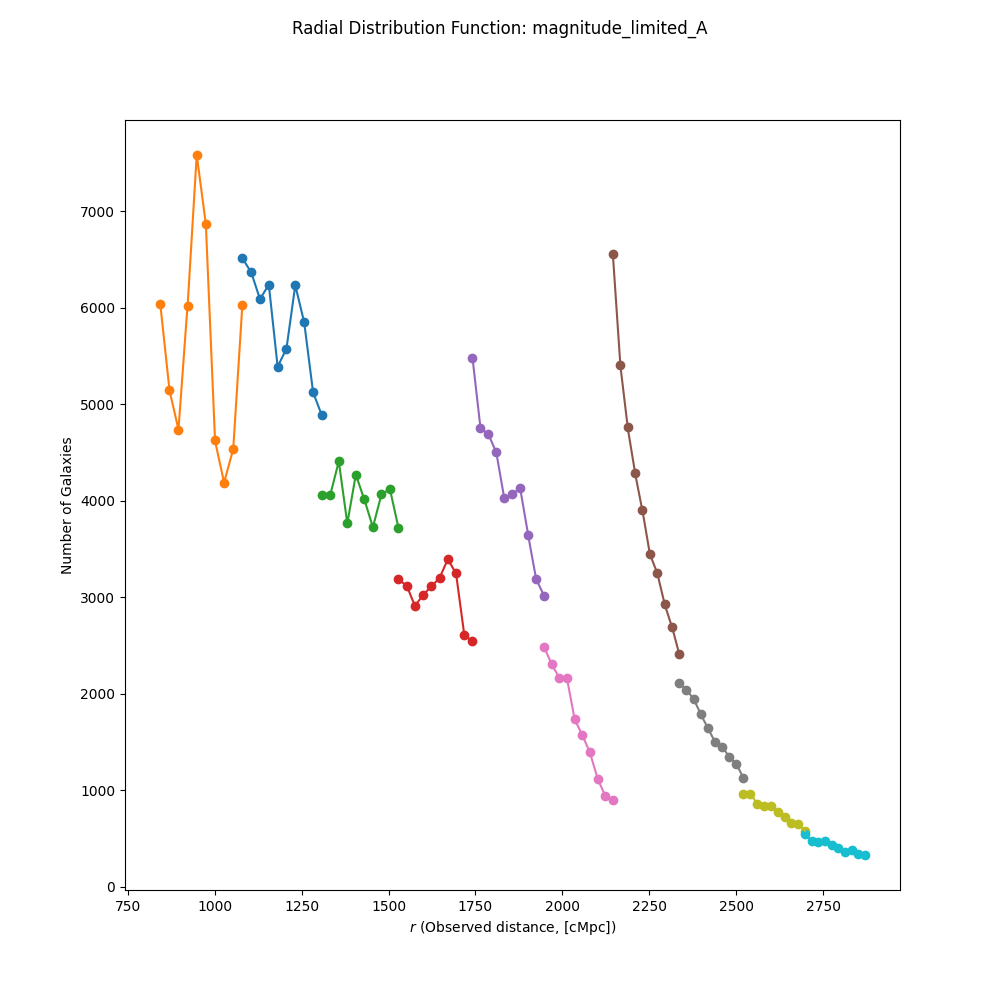 Radial Distribution Function: magnitude_limited_A
7000
6000
5000
4000
3000
2000
1000
0
Number of Galaxies
750 1000 1250 1500 1750 2000 2250 2500 2750
r (Observed distance, [cMpc])